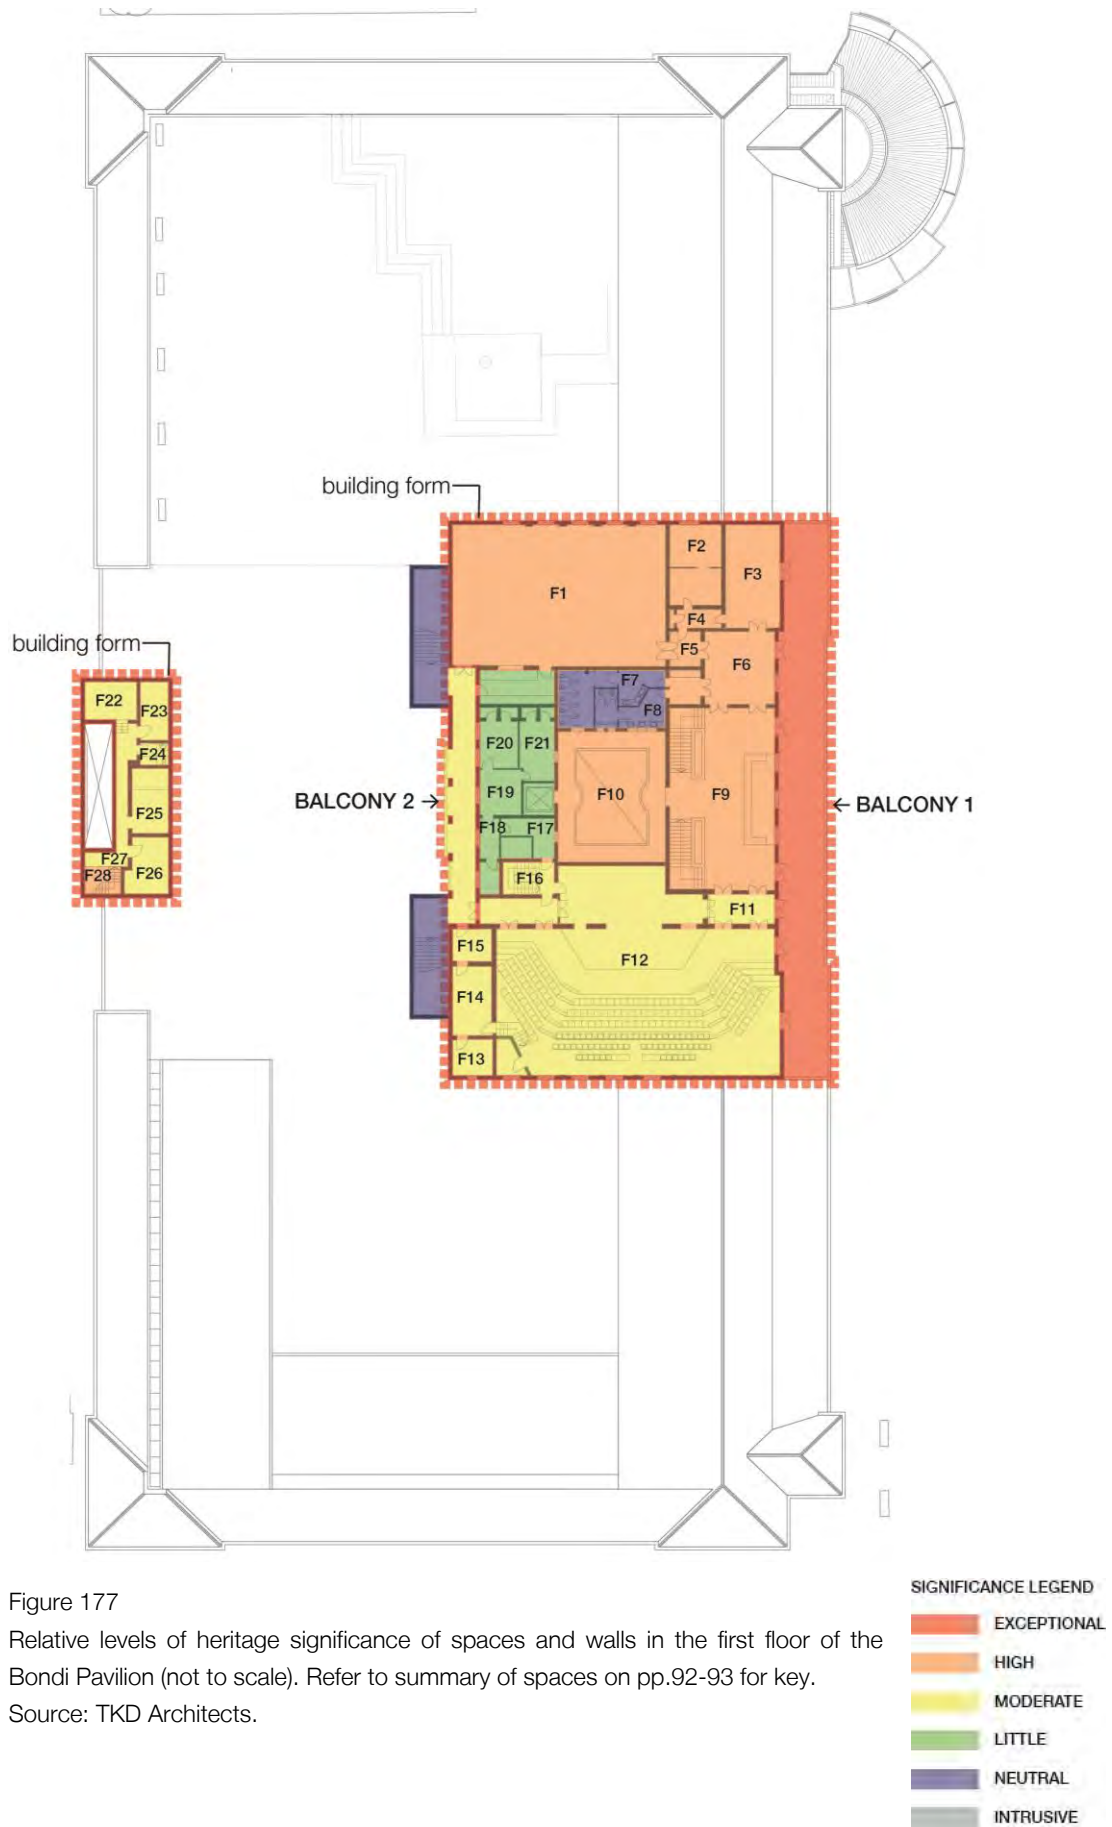 building form
F1
F2
F3
F4
F5
F6
building form
F7
F8
F22
F23
F24
F20
F21
F25
F19
F10
F9
BALCONY 2 →
← BALCONY 1
F18
F17
F27
F28
F26
F16
F11
F15
F12
F14
F13
Figure 177
Relative levels of heritage significance of spaces and walls in the first floor of the
Bondi Pavilion (not to scale). Refer to summary of spaces on pp.92-93 for key.
Source: TKD Architects.
SIGNIFICANCE LEGEND
EXCEPTIONAL
HIGH
MODERATE
LITTLE
NEUTRAL
INTRUSIVE